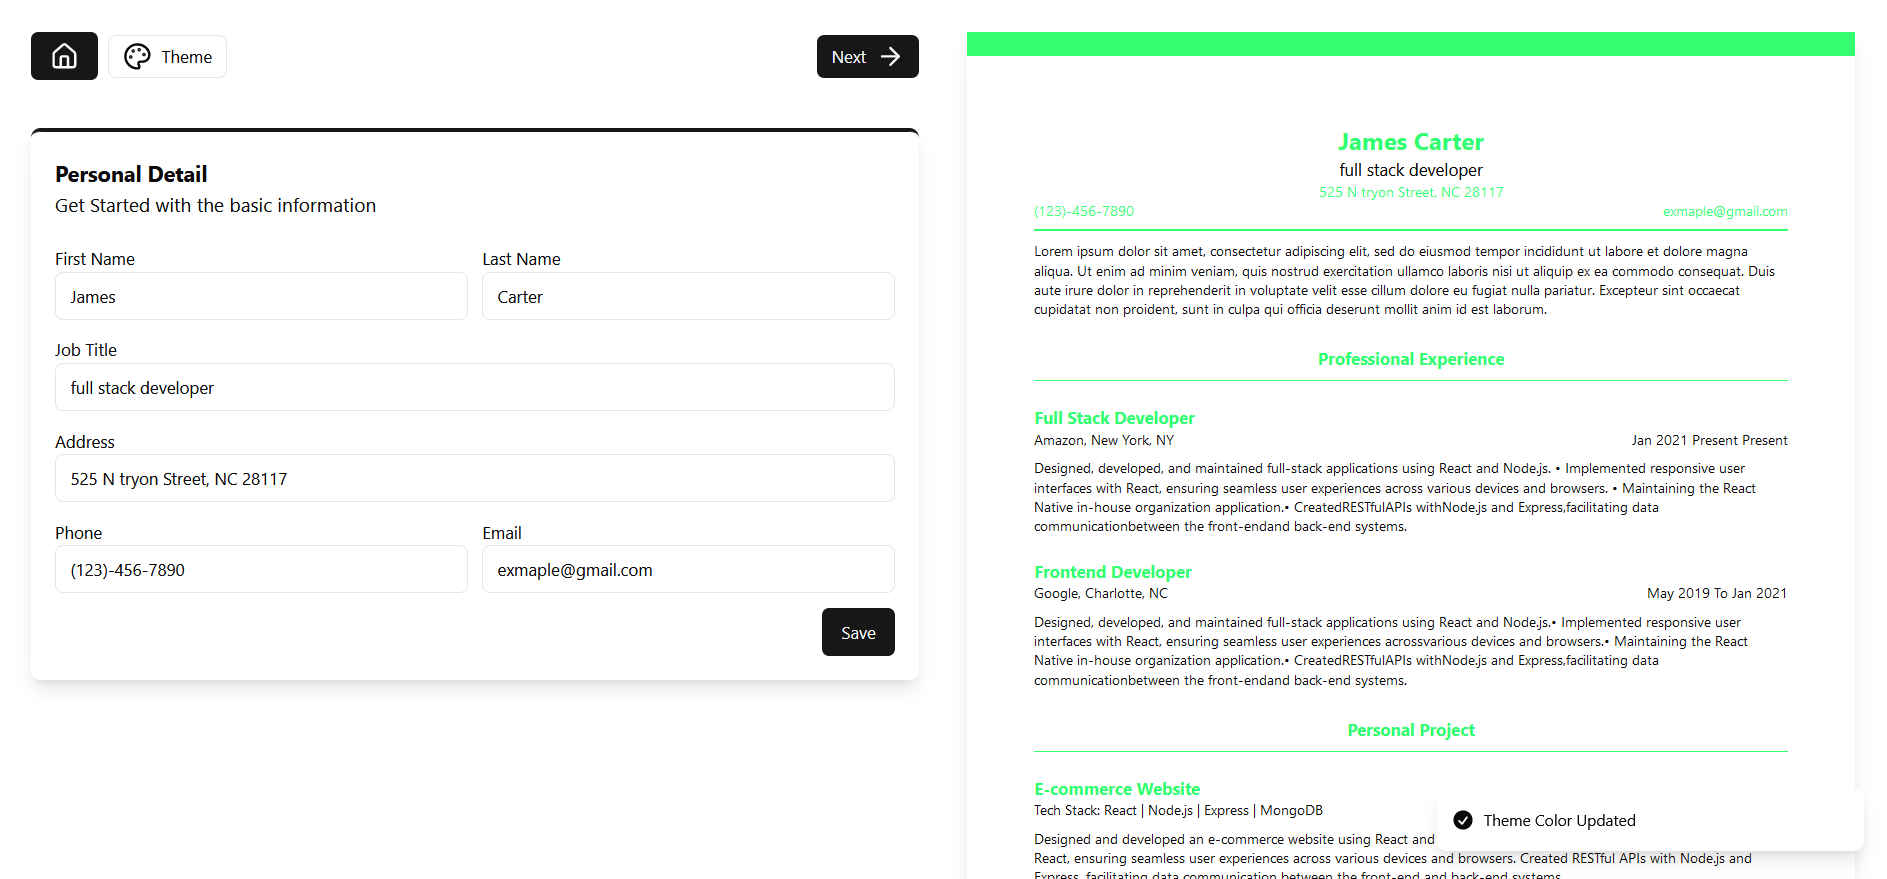 Theme
Next
Personal Detail
Get Started with the basic information
First Name
Last Name
James
Carter
Job Title
full stack developer
Address
525 N tryon Street, NC 28117
Phone
Email
(123)-456-7890
exmaple@gmail.com
Save
James Carter
full stack developer
525 N tryon Street, NC 28117
(123)-456-7890
exmaple@gmail.com
Lorem ipsum dolor sit amet, consectetur adipiscing elit, sed do eiusmod tempor incididunt ut labore et dolore magna
aliqua. Ut enim ad minim veniam, quis nostrud exercitation ullamco laboris nisi ut aliquip ex ea commodo consequat. Duis
aute irure dolor in reprehenderit in voluptate velit esse cillum dolore eu fugiat nulla pariatur. Excepteur sint occaecat
cupidatat non proident, sunt in culpa qui officia deserunt mollit anim id est laborum.
Professional Experience
Full Stack Developer
Amazon, New York, NY
Jan 2021 Present Present
Designed, developed, and maintained full-stack applications using React and Node.js. • Implemented responsive user
interfaces with React, ensuring seamless user experiences across various devices and browsers. • Maintaining the React
Native in-house organization application.• CreatedRESTfulAPIs withNode.js and Express,facilitating data
communicationbetween the front-endand back-end systems.
Frontend Developer
Google, Charlotte, NC
May 2019 To Jan 2021
Designed, developed, and maintained full-stack applications using React and Node.js.• Implemented responsive user
interfaces with React, ensuring seamless user experiences acrossvarious devices and browsers.• Maintaining the React
Native in-house organization application.• CreatedRESTfulAPIs withNode.js and Express,facilitating data
communicationbetween the front-endand back-end systems.
Personal Project
E-commerce Website
Tech Stack: React | Node.js | Express | MongoDB
Designed and developed an e-commerce website using React and
React, ensuring seamless user experiences across various devices and browsers. Created RESTful APIs with Node.js and
Express, facilitating data communication between the front-end and back-end systems.
Theme Color Updated